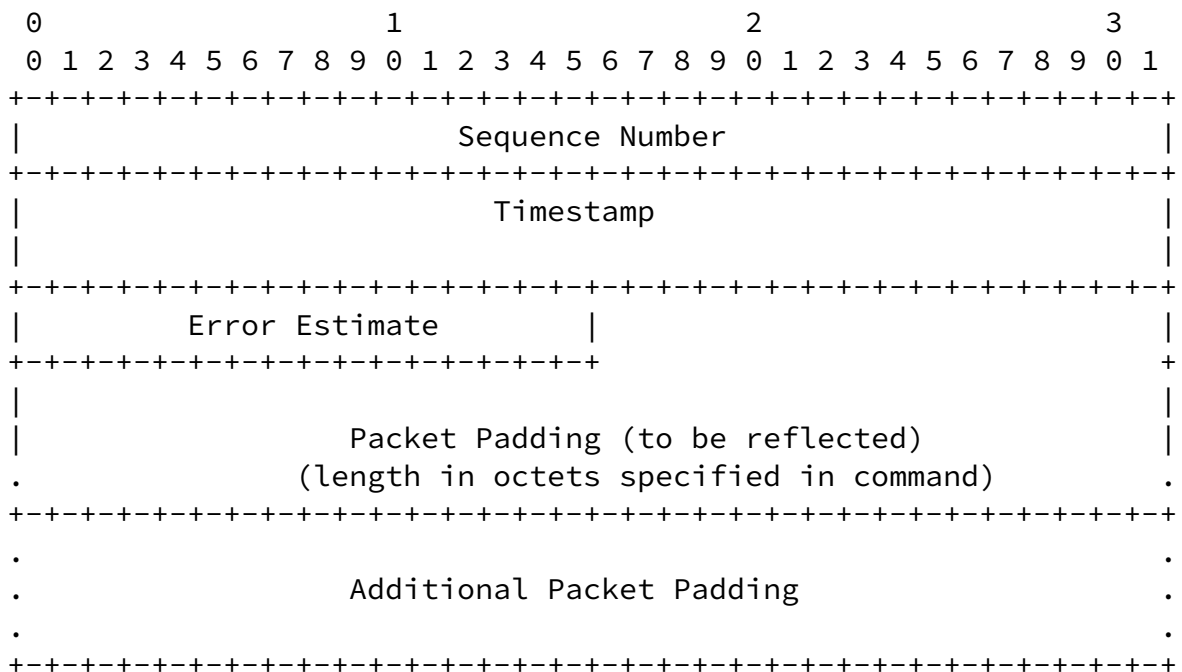 0                   1                   2                   3
 0 1 2 3 4 5 6 7 8 9 0 1 2 3 4 5 6 7 8 9 0 1 2 3 4 5 6 7 8 9 0 1
+-+-+-+-+-+-+-+-+-+-+-+-+-+-+-+-+-+-+-+-+-+-+-+-+-+-+-+-+-+-+-+-+
|                        Sequence Number                        |
+-+-+-+-+-+-+-+-+-+-+-+-+-+-+-+-+-+-+-+-+-+-+-+-+-+-+-+-+-+-+-+-+
|                          Timestamp                            |
|                                                               |
+-+-+-+-+-+-+-+-+-+-+-+-+-+-+-+-+-+-+-+-+-+-+-+-+-+-+-+-+-+-+-+-+
|         Error Estimate        |                               |
+-+-+-+-+-+-+-+-+-+-+-+-+-+-+-+-+                               +
|                                                               |
|                  Packet Padding (to be reflected)             |
.               (length in octets specified in command)         .
+-+-+-+-+-+-+-+-+-+-+-+-+-+-+-+-+-+-+-+-+-+-+-+-+-+-+-+-+-+-+-+-+
.                                                               .
.                  Additional Packet Padding                    .
.                                                               .
+-+-+-+-+-+-+-+-+-+-+-+-+-+-+-+-+-+-+-+-+-+-+-+-+-+-+-+-+-+-+-+-+